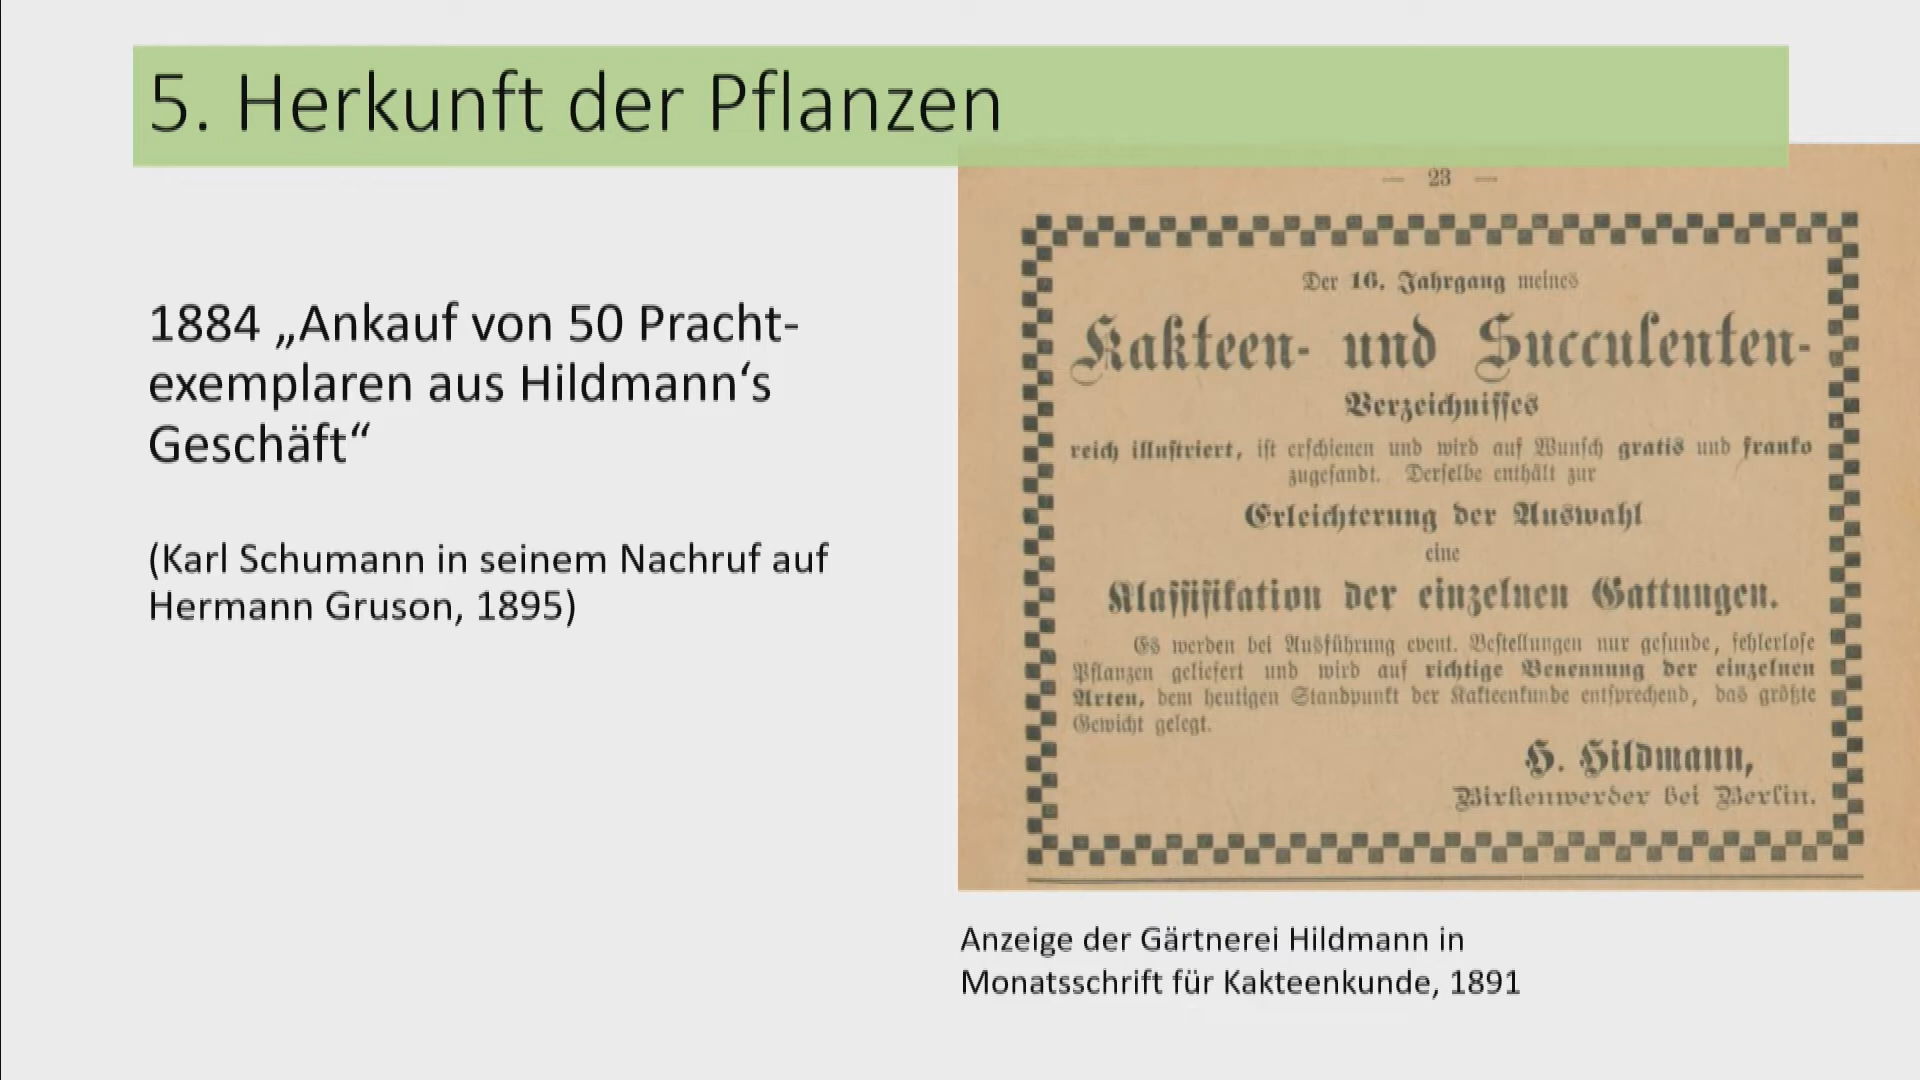 5. Herkunft der Pflanzen
1884 „Ankauf von 50 Pracht-
exemplaren aus Hildmann‘s
Geschäft“
(Karl Schumann in seinem Nachruf auf
Hermann Gruson, 1895)
— 23 —
Der 16. Jahrgang meines
Kakteen- und Succulenten-
Verzeichnisses
reich illustriert, ist erschienen und wird auf Wunsch gratis und franko
zugesandt. Derselbe enthält zur
Erleichterung der Auswahl
eine
Klassifikation der einzelnen Gattungen.
Es werden bei Ausführung event. Bestellungen nur gesunde, fehlerlose
Pflanzen geliefert und wird auf richtige Benennung der einzelnen
Arten, dem heutigen Standpunkt der Kakteenkunde entsprechend, das größte
Gewicht gelegt.
H. Hildmann,
Birkenwerder bei Berlin.
Anzeige der Gärtnerei Hildmann in
Monatsschrift für Kakteenkunde, 1891